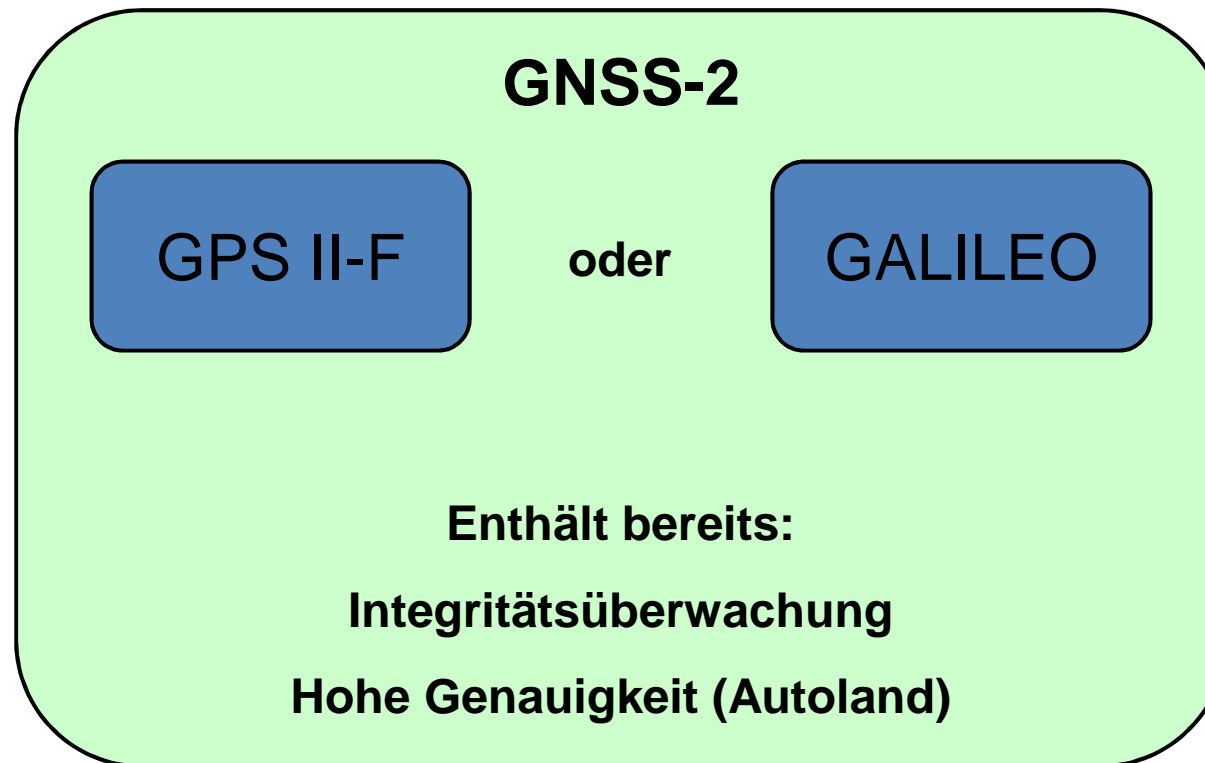 GNSS-2
GPS II-F
oder
GALILEO
Enthält bereits:
Integritätsüberwachung
Hohe Genauigkeit (Autoland)